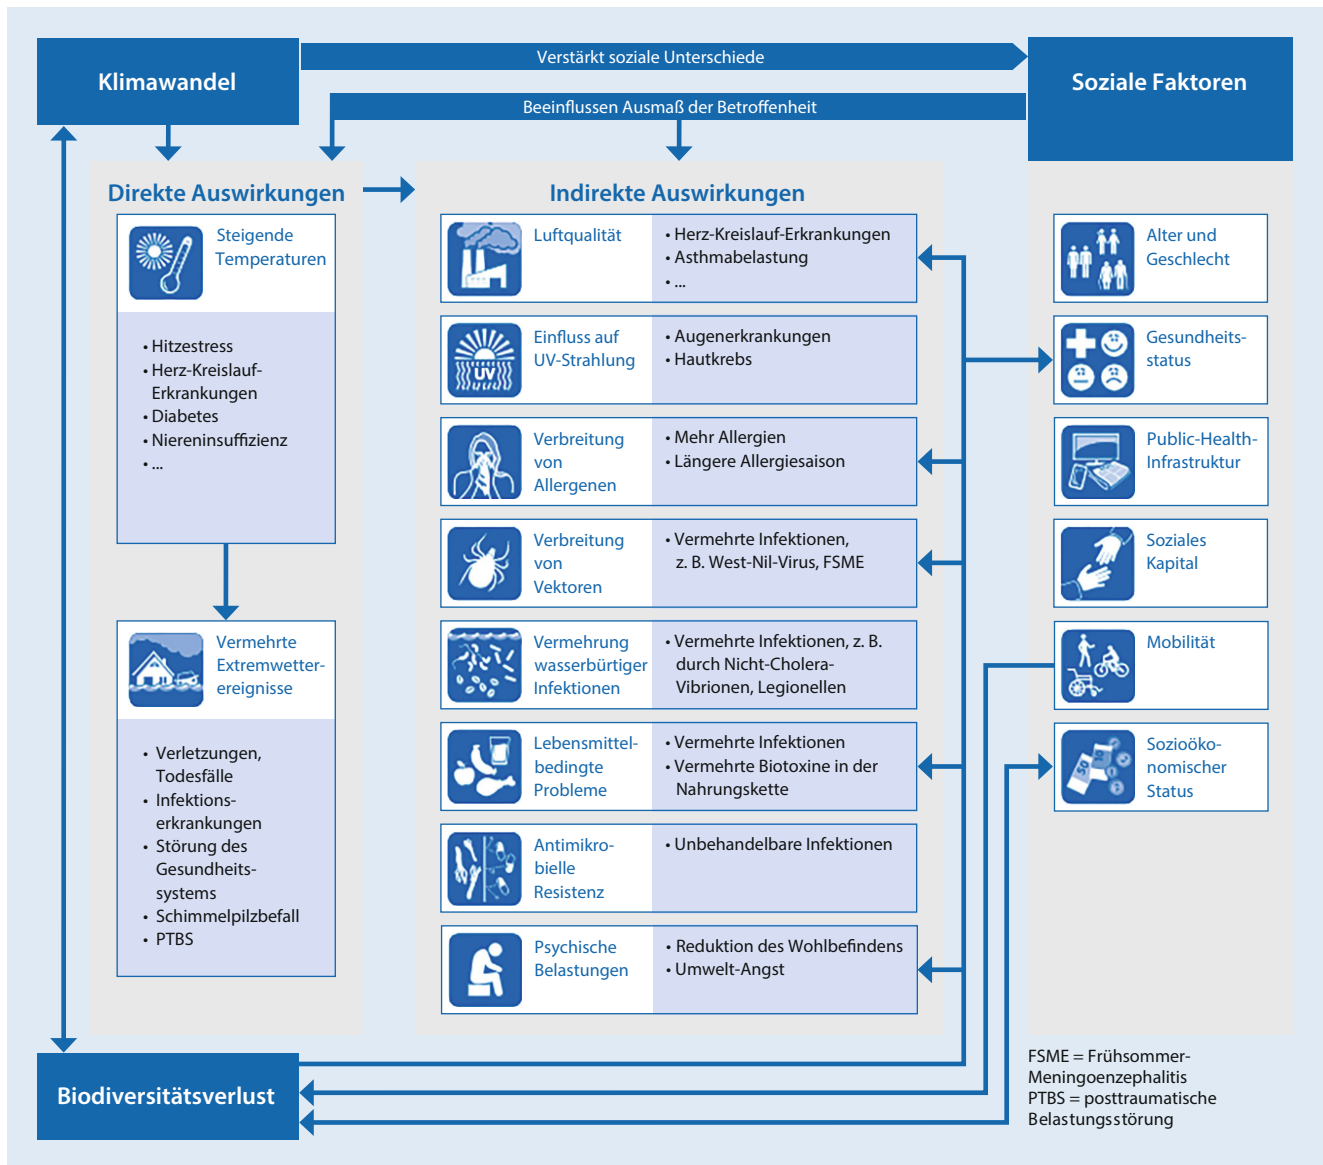 Klimawandel
Verstärkt soziale Unterschiede
Beeinflussen Ausmaß der Betroffenheit
Soziale Faktoren
Direkte Auswirkungen
Steigende
Temperaturen
• Hitzestress
• Herz-Kreislauf-
Erkrankungen
• Diabetes
• Niereninsuffizienz
• ...
Vermehrte
Extremwetter-
ereignisse
• Verletzungen,
Todesfälle
• Infektions-
erkrankungen
• Störung des
Gesundheits-
systems
• Schimmelpilzbefall
• PTBS
Indirekte Auswirkungen
Luftqualität
• Herz-Kreislauf-Erkrankungen
• Asthmabelastung
• ...
UV
Einfluss auf
UV-Strahlung
• Augenerkrankungen
• Hautkrebs
Verbreitung
von
Allergenen
• Mehr Allergien
• Längere Allergiesaison
Verbreitung
von
Vektoren
• Vermehrte Infektionen,
z. B. West-Nil-Virus, FSME
Vermehrung
wasserbürtiger
Infektionen
• Vermehrte Infektionen, z. B.
durch Nicht-Cholera-
Vibrionen, Legionellen
Lebensmittel-
bedingte
Probleme
• Vermehrte Infektionen
• Vermehrte Biotoxine in der
Nahrungskette
Antimikro-
bielle
Resistenz
• Unbehandelbare Infektionen
Psychische
Belastungen
• Reduktion des Wohlbefindens
• Umwelt-Angst
Alter und
Geschlecht
Gesundheits-
status
Public-Health-
Infrastruktur
Soziales
Kapital
Mobilität
50
10
Sozioöko-
nomischer
Status
Biodiversitätsverlust
FSME = Frühsommer-
Meningoenzephalitis
PTBS = posttraumatische
Belastungsstörung